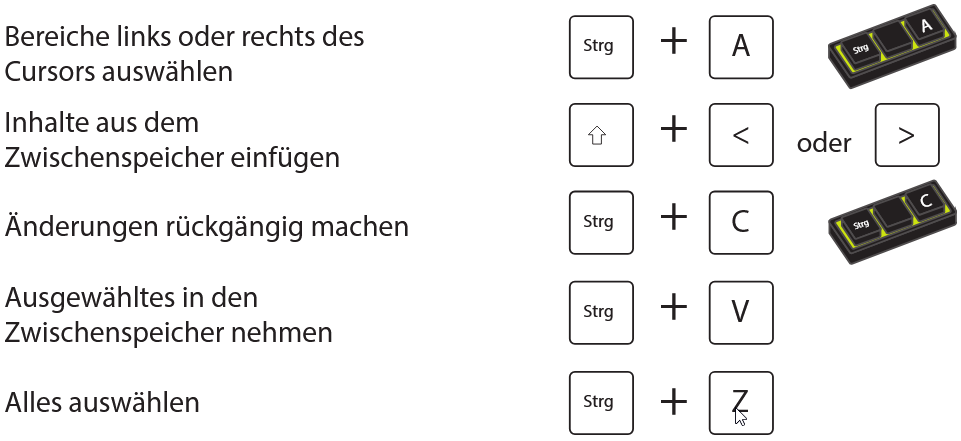 Bereiche links oder rechts des
Cursors auswählen
Strg + A
Strg A
Inhalte aus dem
Zwischenspeicher einfügen
⇧ + < oder >
Änderungen rückgängig machen
Strg + C
Strg C
Ausgewähltes in den
Zwischenspeicher nehmen
Strg + V
Alles auswählen
Strg + Z